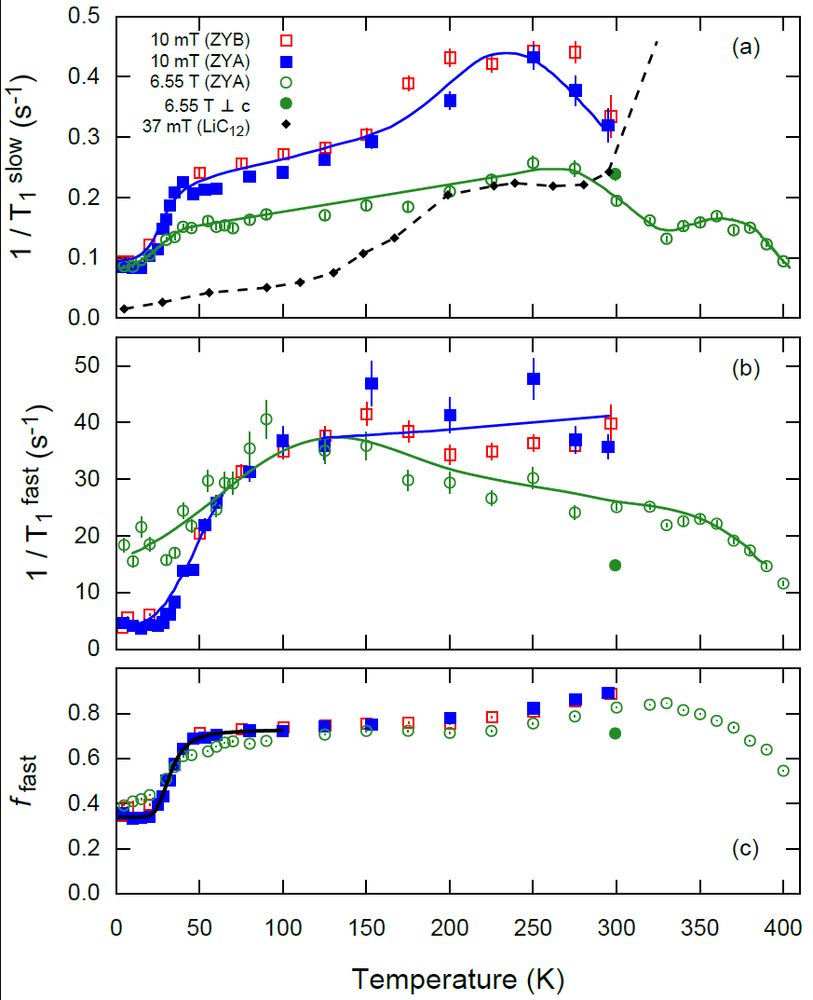 0.5
10 mT (ZYB)
(a)
10 mT (ZYA)
0.4
6.55 T (ZYA)
6.55 T ⊥ c
37 mT (LiC12)
0.3
0.2
0.1
0.0
1 / T1 slow (s-1)
50
(b)
40
30
20
10
0
1 / T1 fast (s-1)
0.8
0.6
0.4
0.2
(c)
0.0
f fast
0 50 100 150 200 250 300 350 400
Temperature (K)